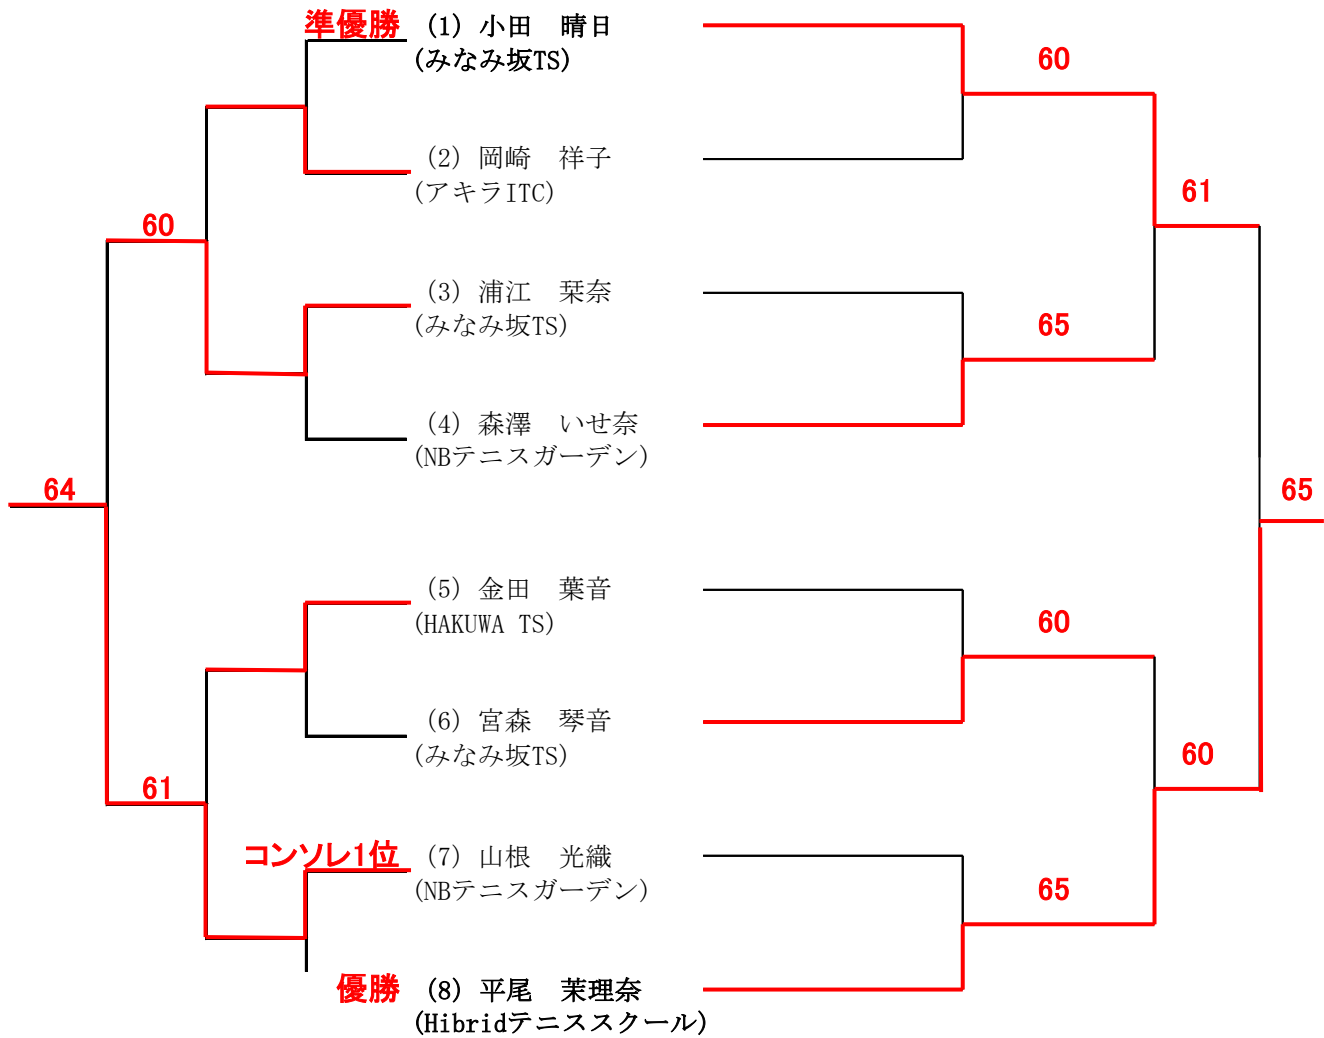 準優勝 (1) 小田　晴日
(みなみ坂TS)
60
(2) 岡崎　祥子
(アキラITC)
61
60
(3) 浦江　栞奈
(みなみ坂TS)
65
(4) 森澤　いせ奈
(NBテニスガーデン)
64
65
(5) 金田　葉音
(HAKUWA TS)
60
(6) 宮森　琴音
(みなみ坂TS)
60
61
コンソレ1位 (7) 山根　光織
(NBテニスガーデン)
65
優勝 (8) 平尾　茉理奈
(Hibridテニススクール)